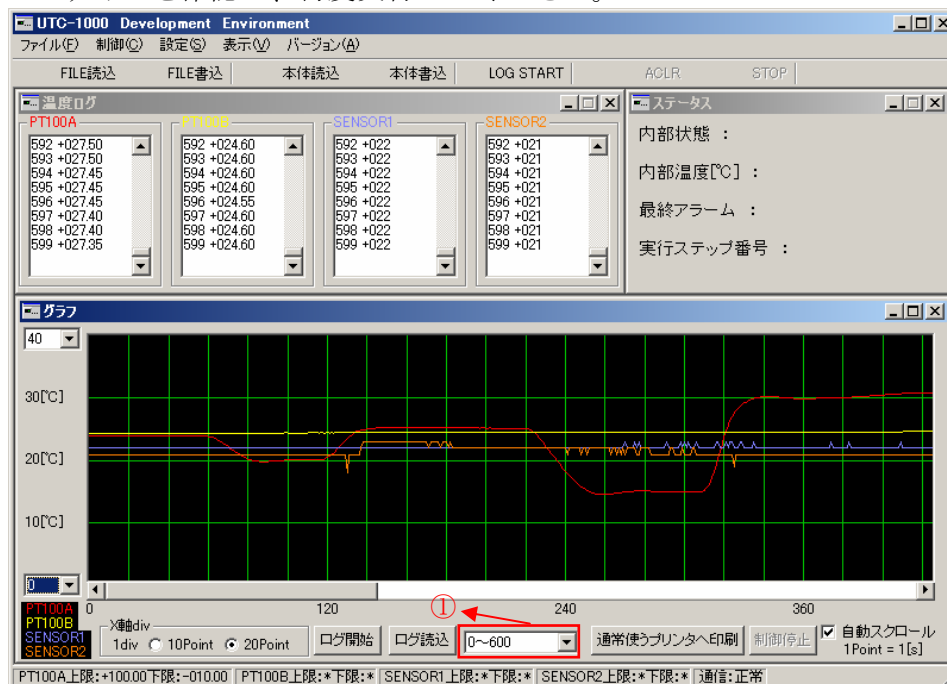 UTC-1000 Development Environment
ファイル(F) 制御(C) 設定(S) 表示(V) バージョン(A)
FILE読込 FILE書込 本体読込 本体書込 LOG START ACLR STOP
温度ログ
PT100A PT100B SENSOR1 SENSOR2
592 +027.50 592 +024.60 592 +022 592 +021
593 +027.50 593 +024.60 593 +022 593 +021
594 +027.45 594 +024.60 594 +022 594 +021
595 +027.45 595 +024.60 595 +022 595 +021
596 +027.45 596 +024.55 596 +022 596 +021
597 +027.40 597 +024.60 597 +022 597 +021
598 +027.40 598 +024.60 598 +022 598 +021
599 +027.35 599 +024.60 599 +022 599 +021
ステータス
内部状態 :
内部温度[℃] :
最終アラーム :
実行ステップ番号 :
グラフ
40
30[℃]
20[℃]
10[℃]
0
0 120 240 360
PT100A
PT100B
SENSOR1
SENSOR2
X軸div
1div 10Point 20Point
ログ開始 ログ読込 0～600 通常使うプリンタへ印刷 制御停止
①
自動スクロール
1Point = 1[s]
PT100A上限:+100.00下限:-010.00 PT100B上限:*下限:* SENSOR1上限:*下限:* SENSOR2上限:*下限:* 通信:正常